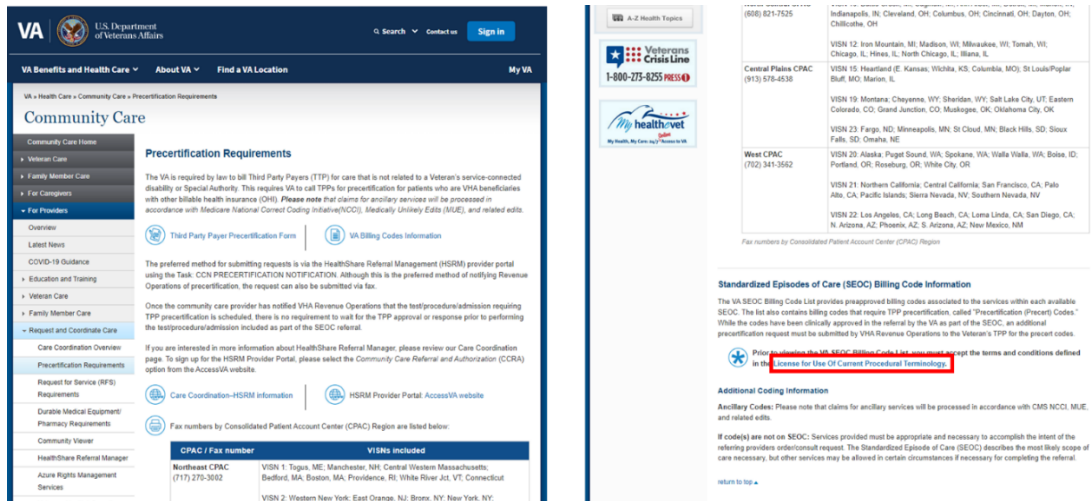 VA
U.S. Department
of Veterans Affairs
Search
Contact us
Sign in
VA Benefits and Health Care
About VA
Find a VA Location
My VA
VA » Health Care » Community Care » Precertification Requirements
Community Care
Community Care Home
Veteran Care
Family Member Care
For Caregivers
For Providers
Overview
Latest News
COVID-19 Guidance
Education and Training
Veteran Care
Family Member Care
Request and Coordinate Care
Care Coordination Overview
Precertification Requirements
Request for Service (RFS)
Requirements
Durable Medical Equipment/
Pharmacy Requirements
Community Viewer
HealthShare Referral Manager
Azure Rights Management
Services
Precertification Requirements
The VA is required by law to bill Third Party Payers (TTP) for care that is not related to a Veteran's service-connected
disability or Special Authority. This requires VA to call TPPs for precertification for patients who are VHA beneficiaries
with other billable health insurance (OHI). Please note that claims for ancillary services will be processed in
accordance with Medicare National Correct Coding Initiative(NCCI), Medically Unlikely Edits (MUE), and related edits.
Third Party Payer Precertification Form
VA Billing Codes Information
The preferred method for submitting requests is via the HealthShare Referral Management (HSRM) provider portal
using the Task: CCN PRECERTIFICATION NOTIFICATION. Although this is the preferred method of notifying Revenue
Operations of precertification, the request can also be submitted via fax.
Once the community care provider has notified VHA Revenue Operations that the test/procedure/admission requiring
TPP precertification is scheduled, there is no requirement to wait for the TPP approval or response prior to performing
the test/procedure/admission included as part of the SEOC referral.
If you are interested in more information about HealthShare Referral Manager, please review our Care Coordination
page. To sign up for the HSRM Provider Portal, please select the Community Care Referral and Authorization (CCRA)
option from the AccessVA website.
Care Coordination–HSRM information
HSRM Provider Portal: AccessVA website
Fax numbers by Consolidated Patient Account Center (CPAC) Region are listed below:
CPAC / Fax number
VISNs included
Northeast CPAC
(717) 270-3002
VISN 1: Togus, ME; Manchester, NH; Central Western Massachusetts;
Bedford, MA; Boston, MA; Providence, RI; White River Jct, VT; Connecticut
VISN 2: Western New York; East Orange, NJ; Bronx, NY; New York, NY;
A-Z Health Topics
Veterans
Crisis Line
1-800-273-8255 PRESS 1
My healthevet
Online
My Health, My Care: 24/7 Access to VA
(608) 821-7525
Indianapolis, IN; Cleveland, OH; Columbus, OH; Cincinnati, OH; Dayton, OH;
Chillicothe, OH
VISN 12: Iron Mountain, MI; Madison, WI; Milwaukee, WI; Tomah, WI;
Chicago, IL; Hines, IL; North Chicago, IL; Illiana, IL
Central Plains CPAC
(913) 578-4538
VISN 15: Heartland (E. Kansas; Wichita, KS; Columbia, MO); St Louis/Poplar
Bluff, MO; Marion, IL
VISN 19: Montana; Cheyenne, WY; Sheridan, WY; Salt Lake City, UT; Eastern
Colorado, CO; Grand Junction, CO; Muskogee, OK; Oklahoma City, OK
VISN 23: Fargo, ND; Minneapolis, MN; St Cloud, MN; Black Hills, SD; Sioux
Falls, SD; Omaha, NE
West CPAC
(702) 341-3562
VISN 20: Alaska; Puget Sound, WA; Spokane, WA; Walla Walla, WA; Boise, ID;
Portland, OR; Roseburg, OR; White City, OR
VISN 21: Northern California; Central California; San Francisco, CA; Palo
Alto, CA; Pacific Islands; Sierra Nevada, NV; Southern Nevada, NV
VISN 22: Los Angeles, CA; Long Beach, CA; Loma Linda, CA; San Diego, CA;
N. Arizona, AZ; Phoenix, AZ; S. Arizona, AZ; New Mexico, NM
Fax numbers by Consolidated Patient Account Center (CPAC) Region
Standardized Episodes of Care (SEOC) Billing Code Information
The VA SEOC Billing Code List provides preapproved billing codes associated to the services within each available
SEOC. The list also contains billing codes that require TPP precertification, called "Precertification (Precert) Codes."
While the codes have been clinically approved in the referral by the VA as part of the SEOC, an additional
precertification request must be submitted by VHA Revenue Operations to the Veteran's TPP for the precert codes.
Prior to viewing the VA SEOC Billing Code List, you must accept the terms and conditions defined
in the License for Use Of Current Procedural Terminology.
Additional Coding Information
Ancillary Codes: Please note that claims for ancillary services will be processed in accordance with CMS NCCI, MUE,
and related edits.
If code(s) are not on SEOC: Services provided must be appropriate and necessary to accomplish the intent of the
referring providers order/consult request. The Standardized Episode of Care (SEOC) describes the most likely scope of
care necessary, but other services may be allowed in certain circumstances if necessary for completing the referral.
return to top